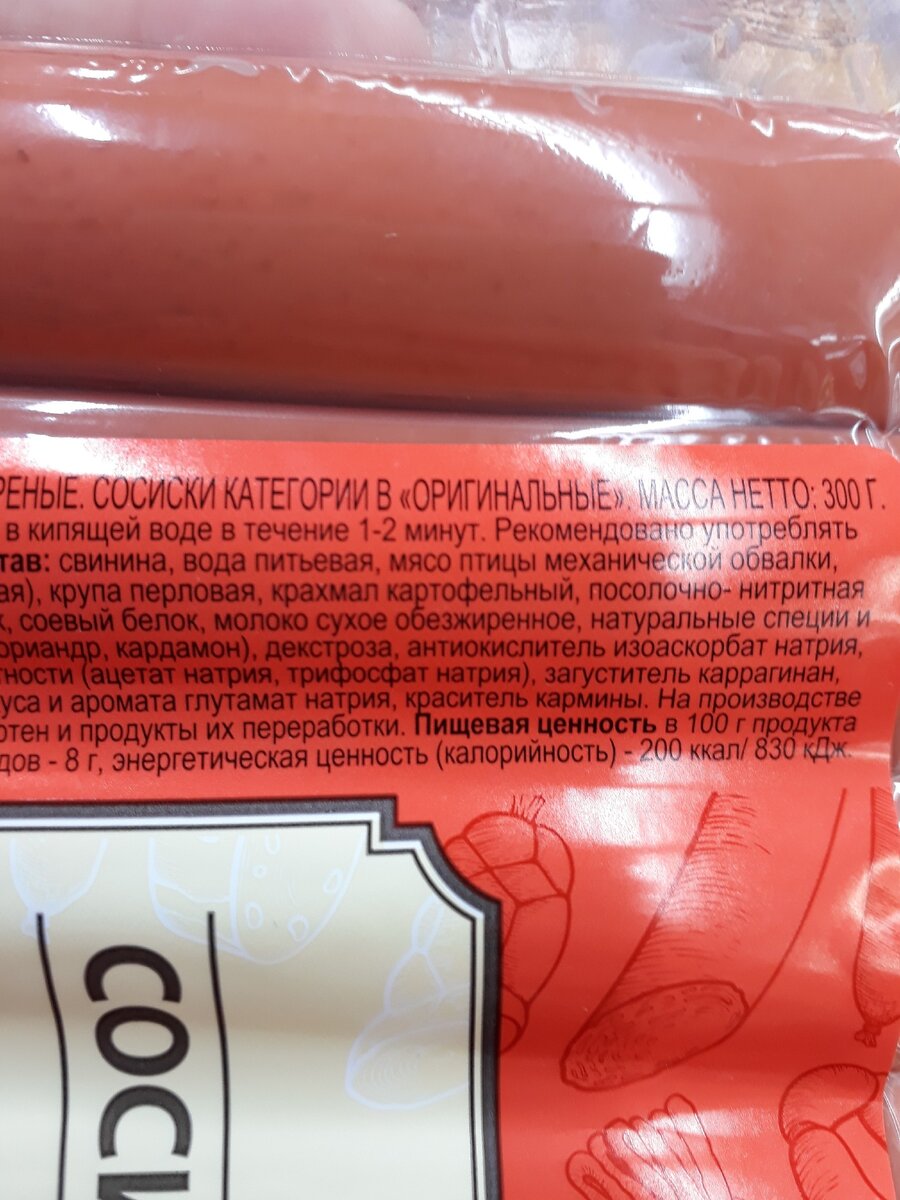 РЕНЫЕ. СОСИСКИ КАТЕГОРИИ В «ОРИГИНАЛЬНЫЕ». МАССА НЕТТО: 300 Г.
в кипящей воде в течение 1-2 минут. Рекомендовано употреблять
тав: свинина, вода питьевая, мясо птицы механической обвалки,
ая), крупа перловая, крахмал картофельный, посолочно- нитритная
к, соевый белок, молоко сухое обезжиренное, натуральные специи и
ориандр, кардамон), декстроза, антиокислитель изоаскорбат натрия,
ности (ацетат натрия, трифосфат натрия), загуститель каррагинан,
уса и аромата глутамат натрия, краситель кармины. На производстве
ютен и продукты их переработки. Пищевая ценность в 100 г продукта
дов - 8 г, энергетическая ценность (калорийность) - 200 ккал/ 830 кДж.
СОСИ